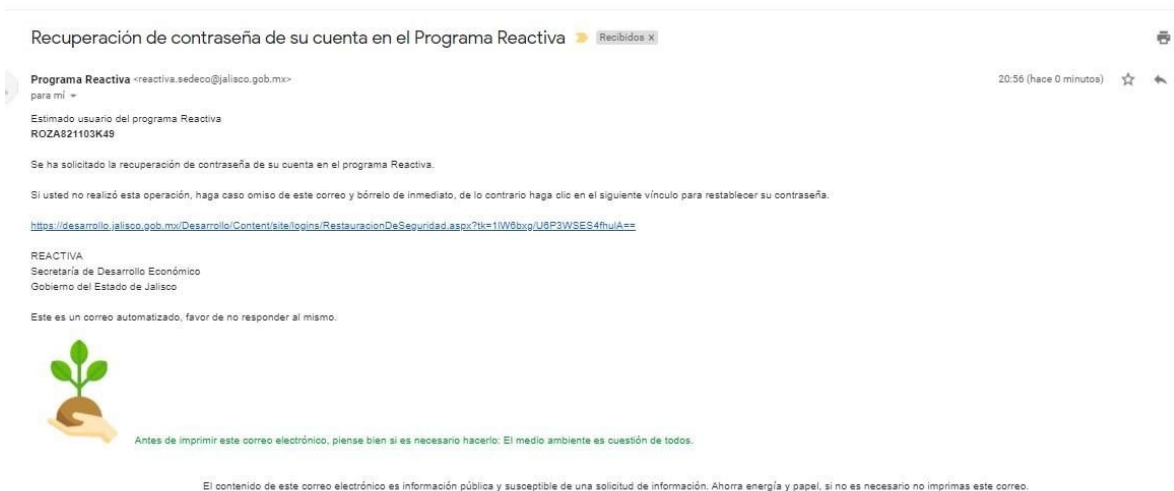 Recuperación de contraseña de su cuenta en el Programa Reactiva Recibidos x
Programa Reactiva <reactiva.sedeco@jalisco.gob.mx> 20:56 (hace 0 minutos)
para mí
Estimado usuario del programa Reactiva
ROZA821103K49
Se ha solicitado la recuperación de contraseña de su cuenta en el programa Reactiva.
Si usted no realizó esta operación, haga caso omiso de este correo y bórrelo de inmediato, de lo contrario haga clic en el siguiente vínculo para restablecer su contraseña.
https://desarrollo.jalisco.gob.mx/Desarrollo/Content/site/logins/RestauracionDeSeguridad.aspx?tk=1IW6bxg/U6P3WSES4fhulA==
REACTIVA
Secretaría de Desarrollo Económico
Gobierno del Estado de Jalisco
Este es un correo automatizado, favor de no responder al mismo.
Antes de imprimir este correo electrónico, piense bien si es necesario hacerlo: El medio ambiente es cuestión de todos.
El contenido de este correo electrónico es información pública y susceptible de una solicitud de información. Ahorra energía y papel, si no es necesario no imprimas este correo.